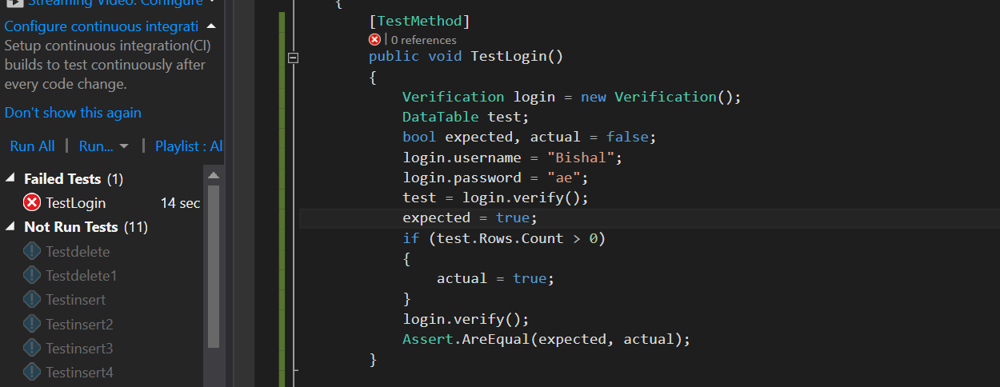 Streaming Video: Configure
Configure continuous integrati
Setup continuous integration(CI)
builds to test continuously after
every code change.
Don't show this again
Run All | Run... | Playlist : Al
Failed Tests (1)
TestLogin 14 sec
Not Run Tests (11)
Testdelete
Testdelete1
Testinsert
Testinsert2
Testinsert3
Testinsert4
{
[TestMethod]
| 0 references
public void TestLogin()
{
Verification login = new Verification();
DataTable test;
bool expected, actual = false;
login.username = "Bishal";
login.password = "ae";
test = login.verify();
expected = true;
if (test.Rows.Count > 0)
{
actual = true;
}
login.verify();
Assert.AreEqual(expected, actual);
}